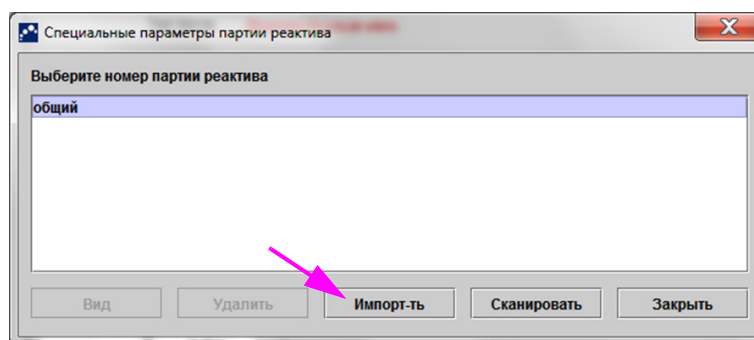 Специальные параметры партии реактива
Выберите номер партии реактива
общий
Вид Удалить Импорт-ть Сканировать Закрыть